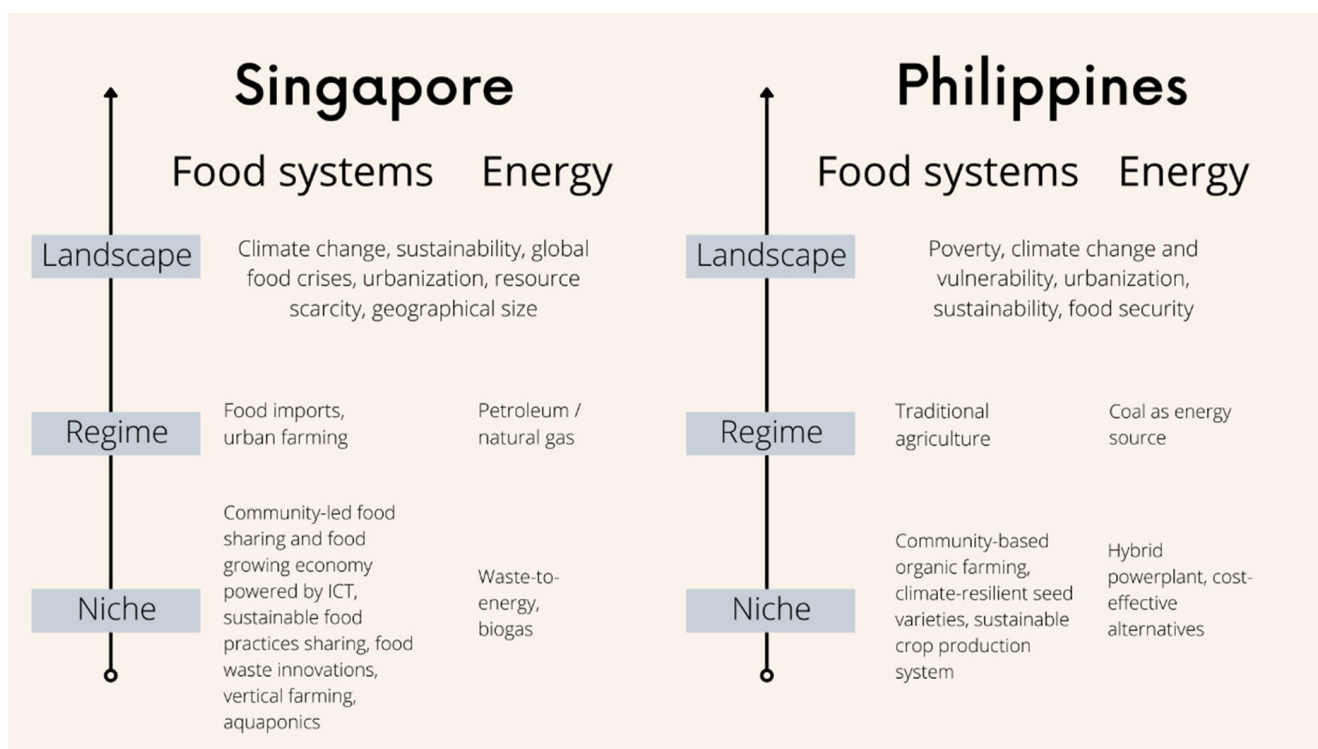 Singapore
Food systems
Energy
Landscape
Climate change, sustainability, global
food crises, urbanization, resource
scarcity, geographical size
Regime
Food imports,
urban farming
Petroleum /
natural gas
Niche
Community-led food
sharing and food
growing economy
powered by ICT,
sustainable food
practices sharing, food
waste innovations,
vertical farming,
aquaponics
Waste-to-
energy,
biogas
Philippines
Food systems
Energy
Landscape
Poverty, climate change and
vulnerability, urbanization,
sustainability, food security
Regime
Traditional
agriculture
Coal as energy
source
Niche
Community-based
organic farming,
climate-resilient seed
varieties, sustainable
crop production
system
Hybrid
powerplant, cost-
effective
alternatives